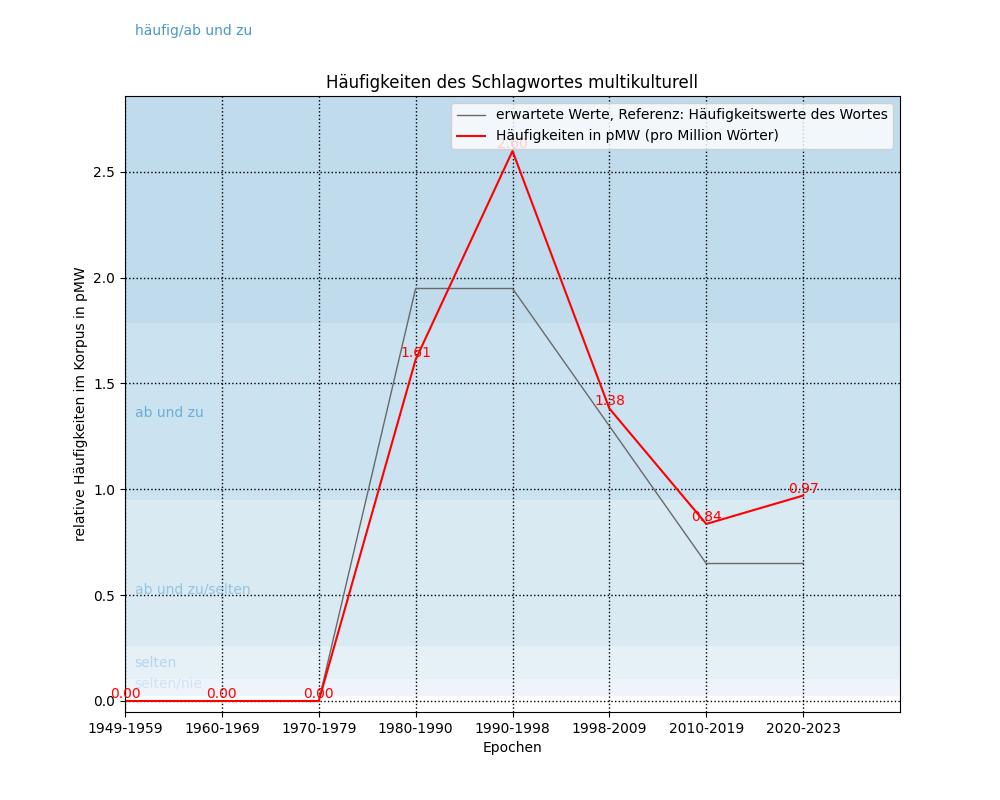 häufig/ab und zu
Häufigkeiten des Schlagwortes multikulturell
erwartete Werte, Referenz: Häufigkeitswerte des Wortes
Häufigkeiten in pMW (pro Million Wörter)
2.60
2.5
2.0
1.61
1.5
ab und zu
1.38
1.0
0.97
0.84
ab und zu/selten
0.5
selten
selten/nie
0.0
0.00
0.00
0.00
relative Häufigkeiten im Korpus in pMW
1949-1959
1960-1969
1970-1979
1980-1990
1990-1998
1998-2009
2010-2019
2020-2023
Epochen